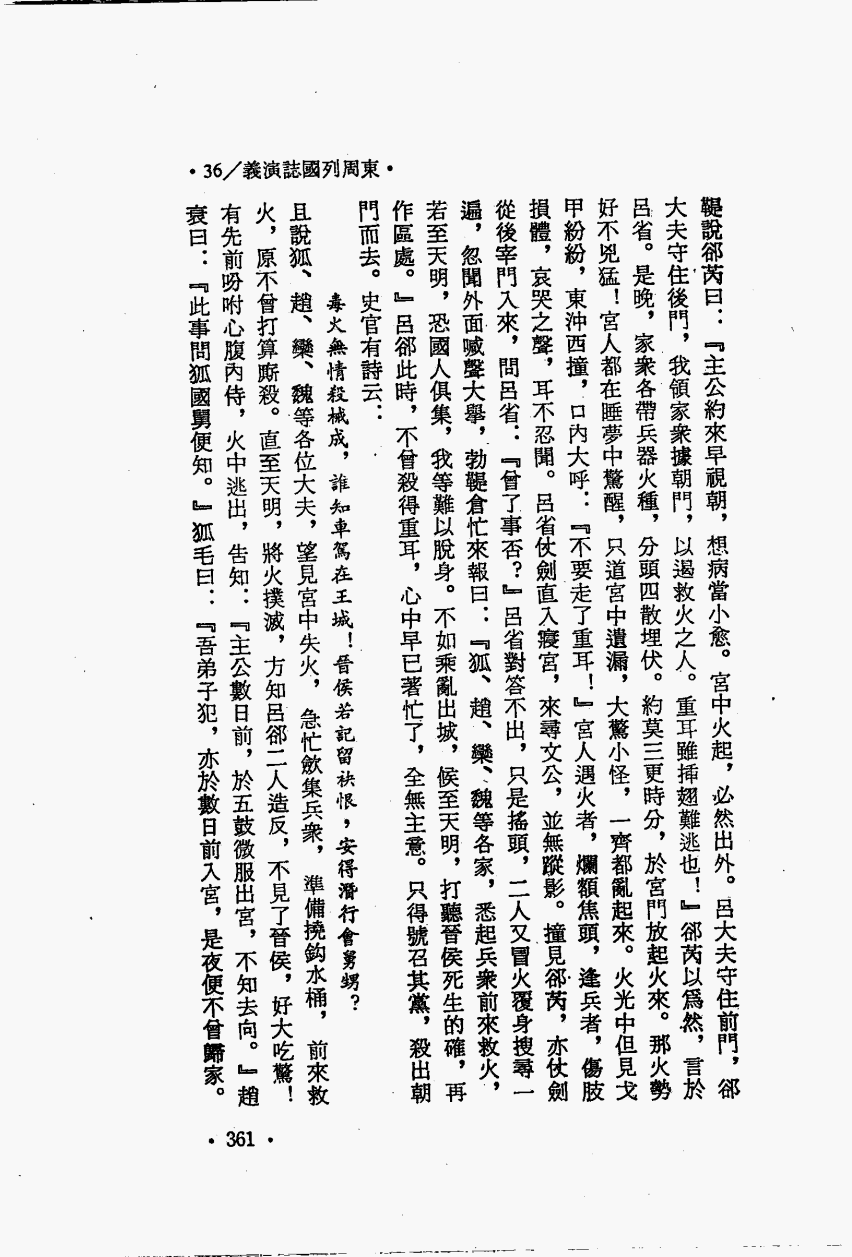 •36/義演誌國列周東•
鞮說郤芮曰：『主公約來早視朝，想病當小愈。宮中火起，必然出外。呂大夫守住前門，郤
大夫守住後門，我領家衆據朝門，以遏救火之人。重耳雖揷翅難逃也！』郤芮以爲然，言於
呂省。是晚，家衆各帶兵器火種，分頭四散埋伏。約莫三更時分，於宮門放起火來。那火勢
好不兇猛！宮人都在睡夢中驚醒，只道宮中遺漏，大驚小怪，一齊都亂起來。火光中但見戈
甲紛紛，東沖西撞，口內大呼：『不要走了重耳！』宮人遇火者，爛額焦頭，逢兵者，傷肢
損體，哀哭之聲，耳不忍聞。呂省仗劍直入寢宮，來尋文公，並無蹤影。撞見郤芮，亦仗劍
從後宰門入來，問呂省：『曾了事否？』呂省對答不出，只是搖頭，二人又冒火覆身搜尋一
遍，忽聞外面喊聲大擧，勃鞮倉忙來報曰：『狐、趙、欒、魏等各家，悉起兵衆前來救火，
若至天明，恐國人俱集，我等難以脫身。不如乘亂出城，候至天明，打聽晉侯死生的確，再
作區處。』呂郤此時，不曾殺得重耳，心中早已著忙了，全無主意。只得號召其黨，殺出朝
門而去。史官有詩云：
毒火無情殺械成，誰知車駕在王城！晉侯若記留袂恨，安得潛行會舅甥？
且說狐、趙、欒、魏等各位大夫，望見宮中失火，急忙斂集兵衆，準備撓鈎水桶，前來救
火，原不曾打算厮殺。直至天明，將火撲滅，方知呂郤二人造反，不見了晉侯，好大吃驚！
有先前吩咐心腹內侍，火中逃出，告知：『主公數日前，於五鼓微服出宮，不知去向。』趙
衰曰：『此事問狐國舅便知。』狐毛曰：『吾弟子犯，亦於數日前入宮，是夜便不曾歸家。
•361•